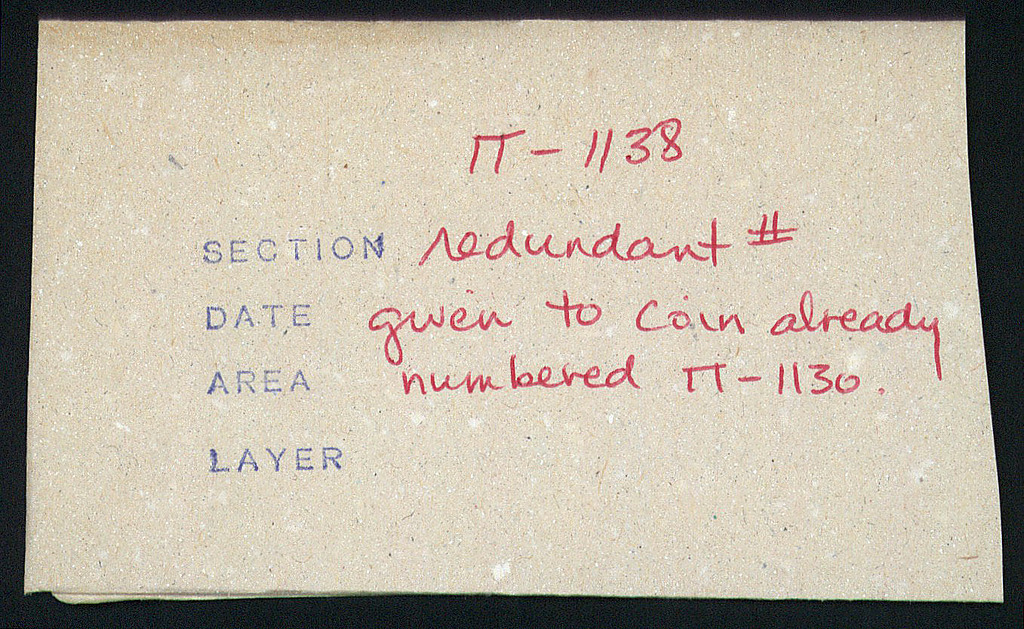 Π-1138
SECTION redundant #
DATE given to Coin already
AREA numbered Π-1130.
LAYER